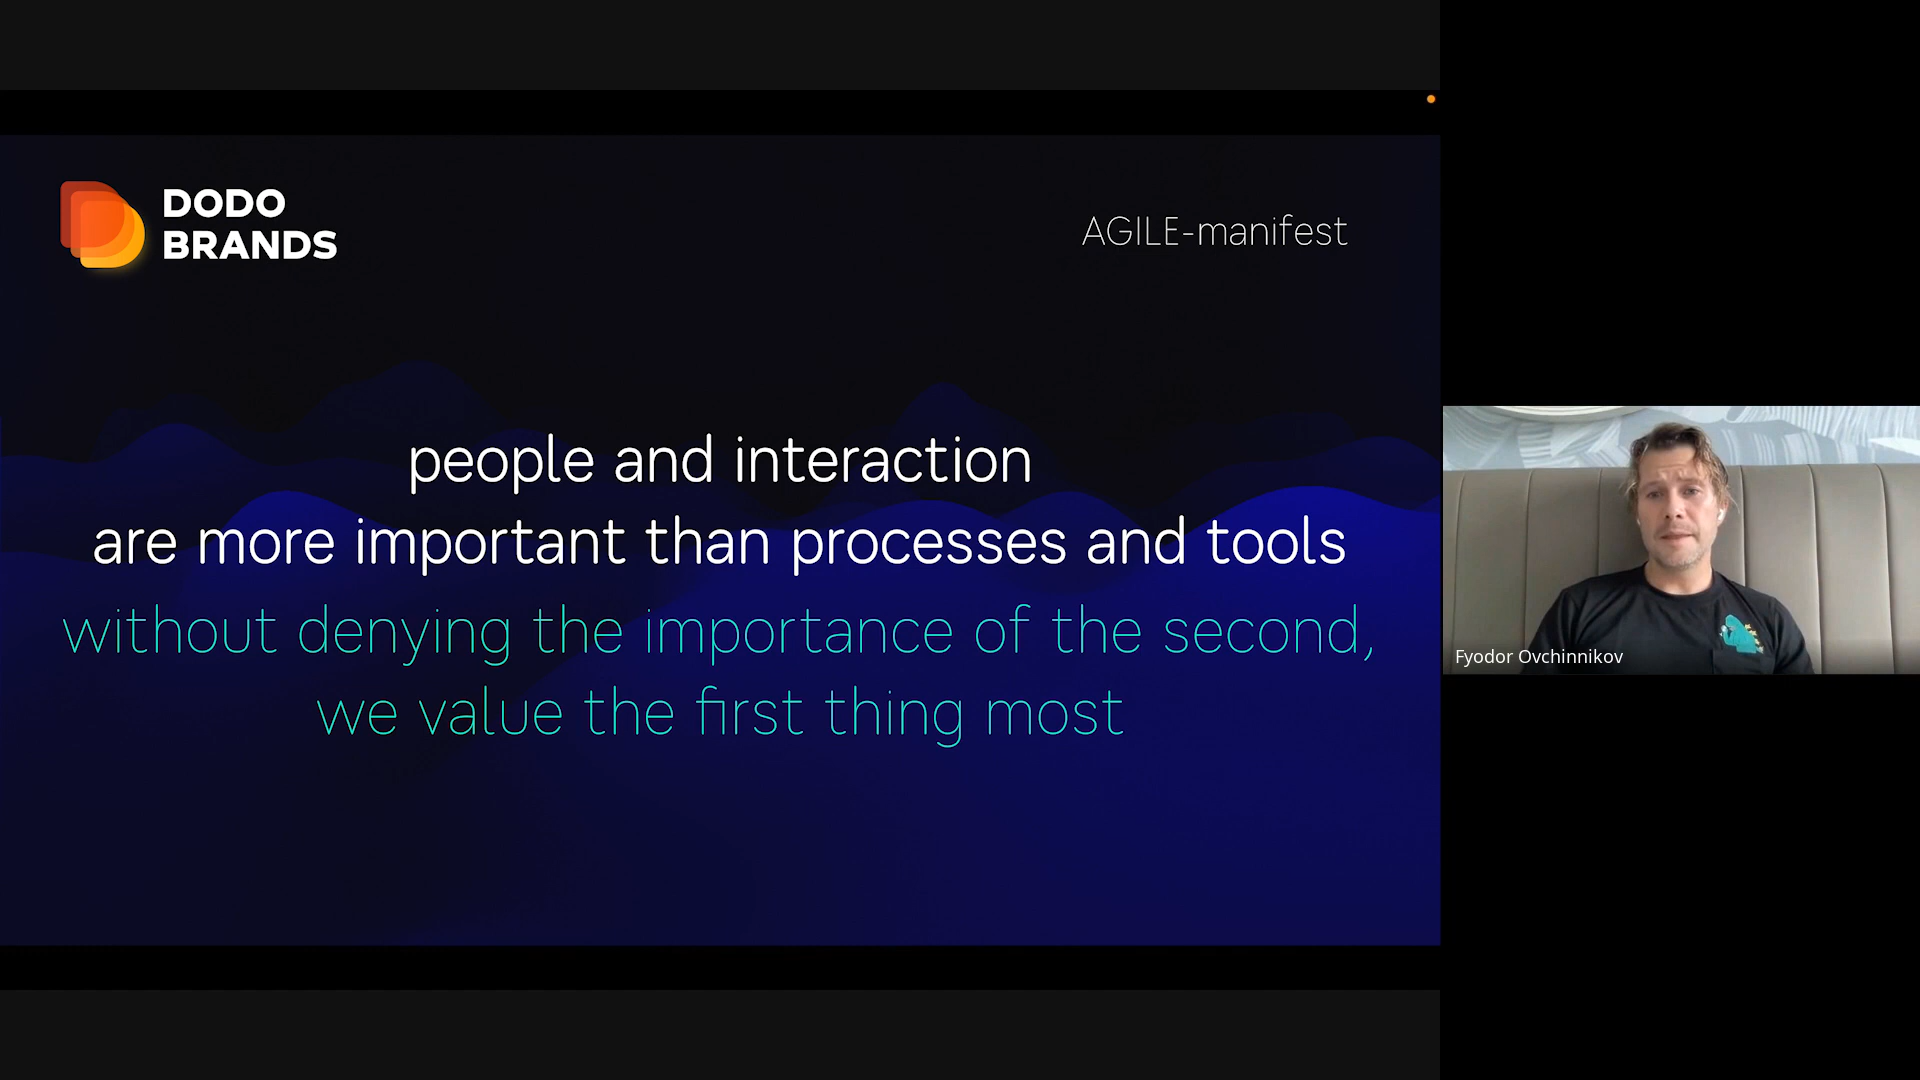 DODO
BRANDS
AGILE-manifest
people and interaction
are more important than processes and tools
without denying the importance of the second,
we value the first thing most
Fyodor Ovchinnikov